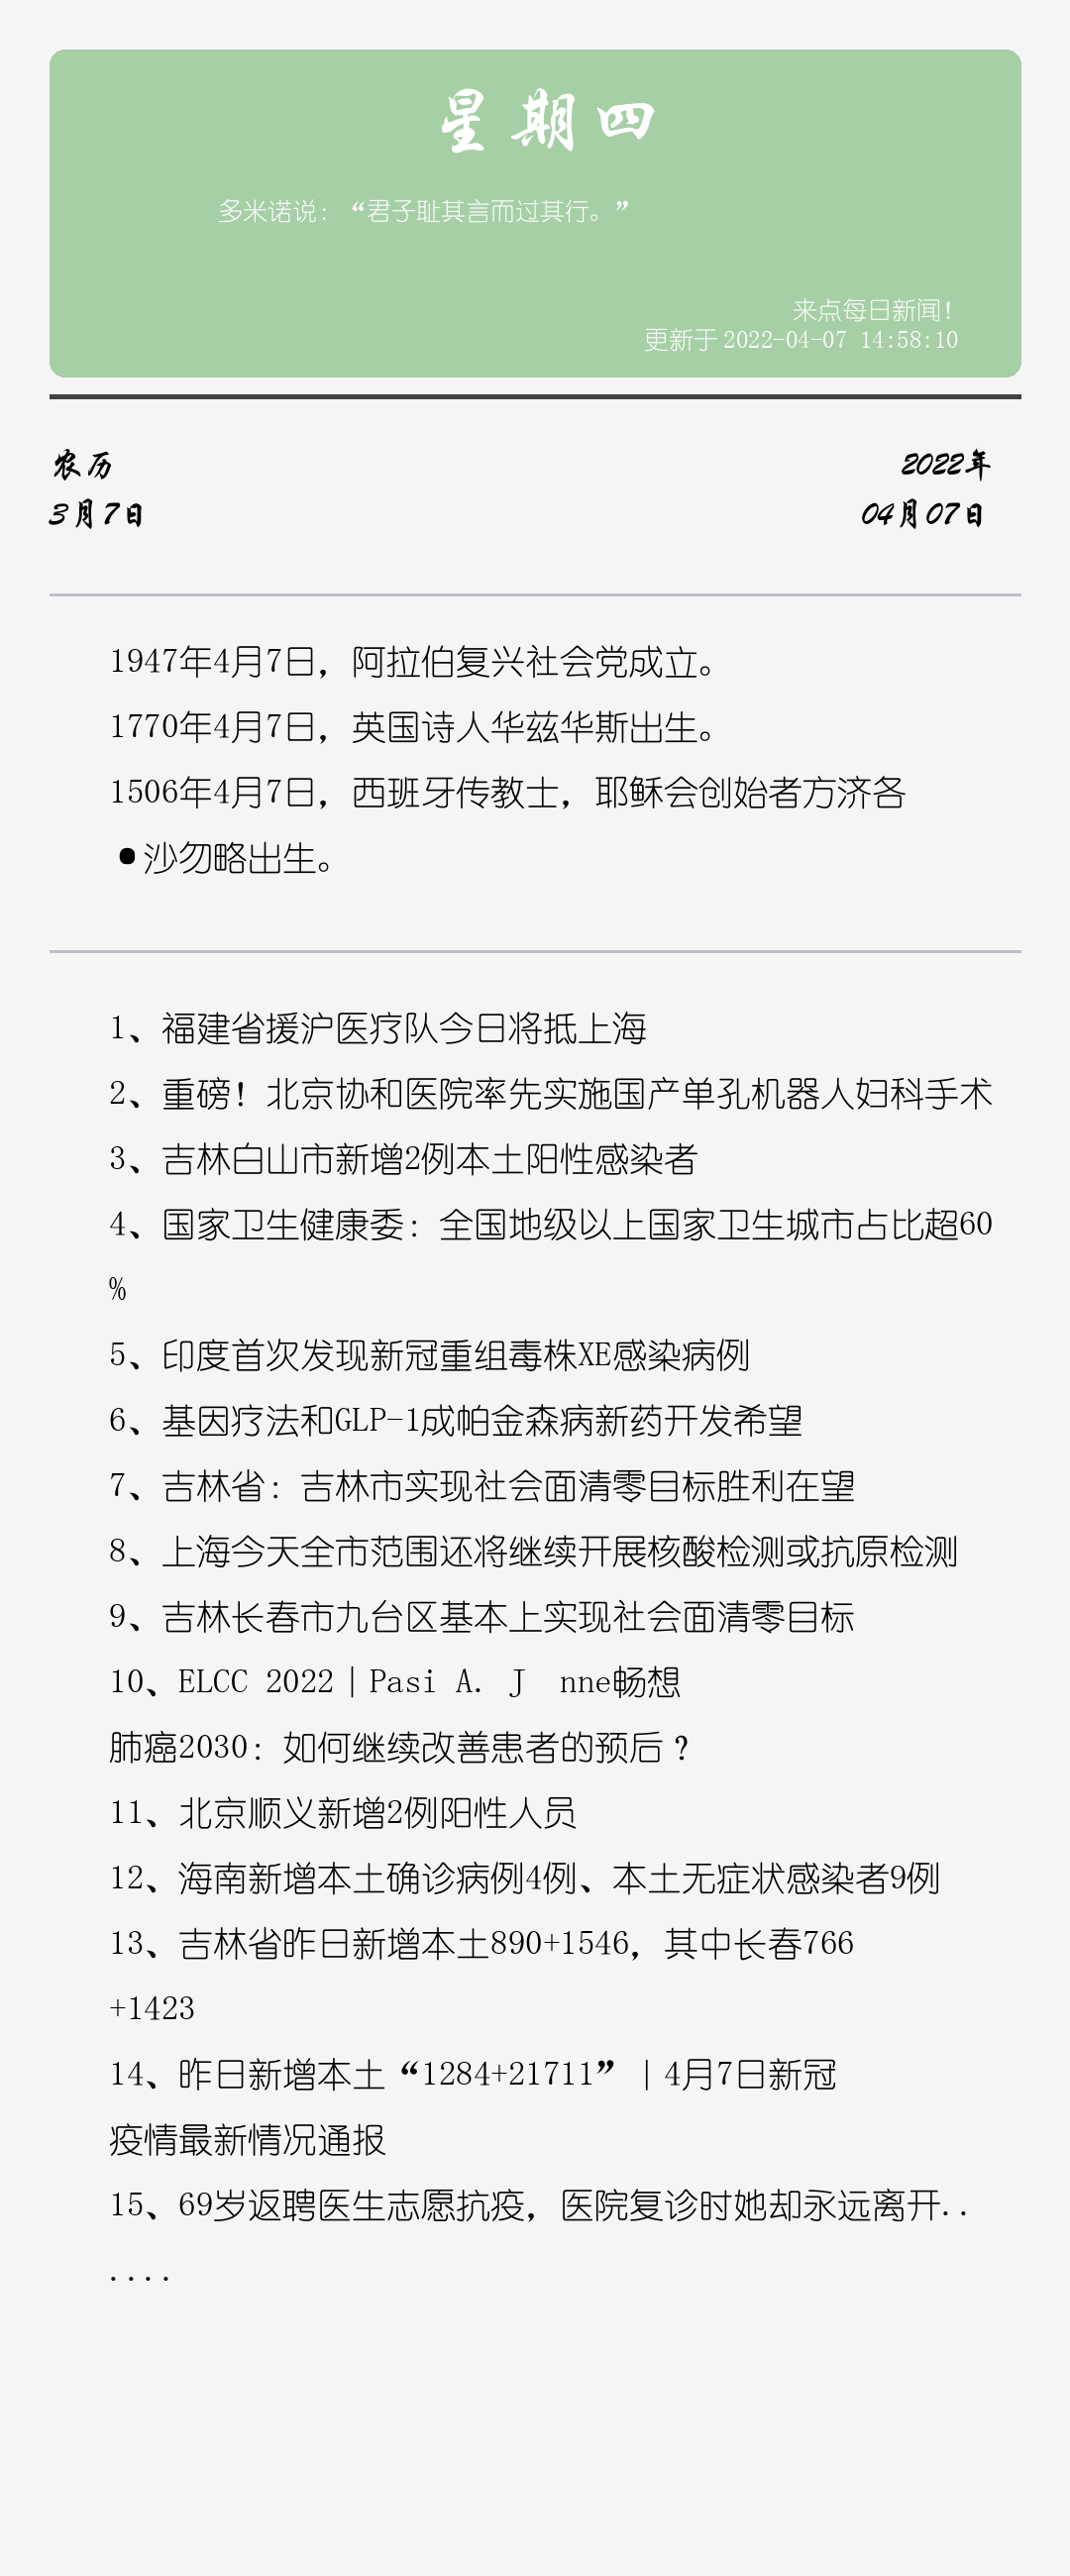 星期四
多米诺说：“君子耻其言而过其行。”
来点每日新闻！
更新于 2022-04-07 14:58:10
农历
2022年
3月7日
04月07日
1947年4月7日，阿拉伯复兴社会党成立。
1770年4月7日，英国诗人华兹华斯出生。
1506年4月7日，西班牙传教士，耶稣会创始者方济各
•沙勿略出生。
1、福建省援沪医疗队今日将抵上海
2、重磅！北京协和医院率先实施国产单孔机器人妇科手术
3、吉林白山市新增2例本土阳性感染者
4、国家卫生健康委：全国地级以上国家卫生城市占比超60
%
5、印度首次发现新冠重组毒株XE感染病例
6、基因疗法和GLP-1成帕金森病新药开发希望
7、吉林省：吉林市实现社会面清零目标胜利在望
8、上海今天全市范围还将继续开展核酸检测或抗原检测
9、吉林长春市九台区基本上实现社会面清零目标
10、ELCC 2022｜Pasi A. J nne畅想
肺癌2030：如何继续改善患者的预后？
11、北京顺义新增2例阳性人员
12、海南新增本土确诊病例4例、本土无症状感染者9例
13、吉林省昨日新增本土890+1546，其中长春766
+1423
14、昨日新增本土“1284+21711”｜4月7日新冠
疫情最新情况通报
15、69岁返聘医生志愿抗疫，医院复诊时她却永远离开..
....